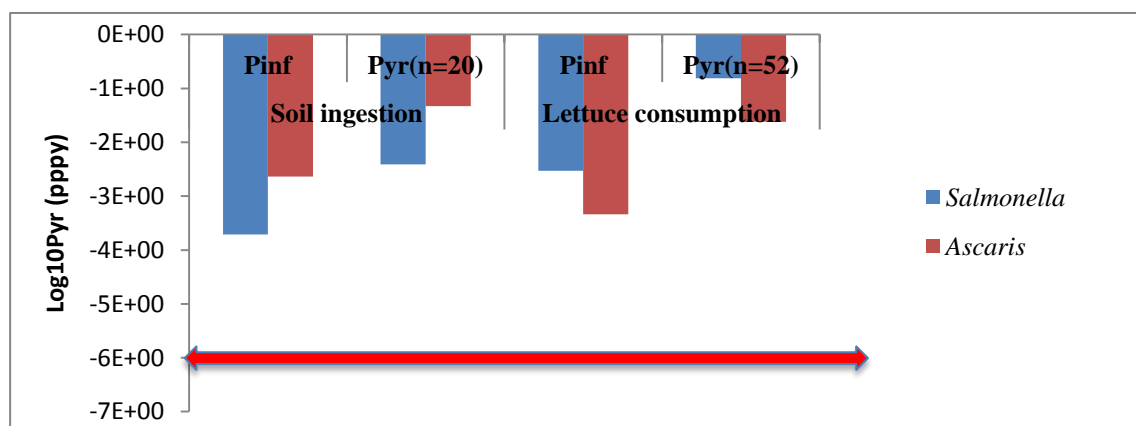 Log10Pyr (pppy)
0E+00
-1E+00
-2E+00
-3E+00
-4E+00
-5E+00
-6E+00
-7E+00
Pinf Pyr(n=20) Pinf Pyr(n=52)
Soil ingestion Lettuce consumption
Salmonella
Ascaris